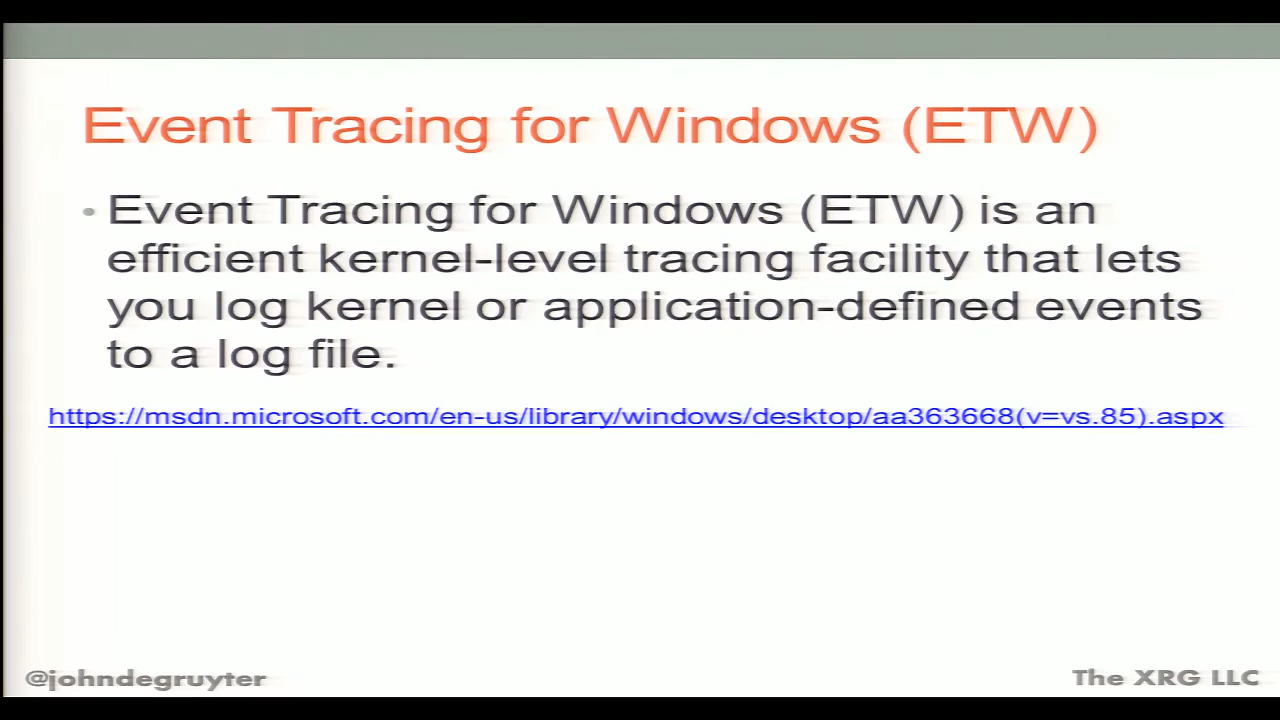 Event Tracing for Windows (ETW)
• Event Tracing for Windows (ETW) is an
efficient kernel-level tracing facility that lets
you log kernel or application-defined events
to a log file.
https://msdn.microsoft.com/en-us/library/windows/desktop/aa363668(v=vs.85).aspx
@johndegruyter
The XRG LLC